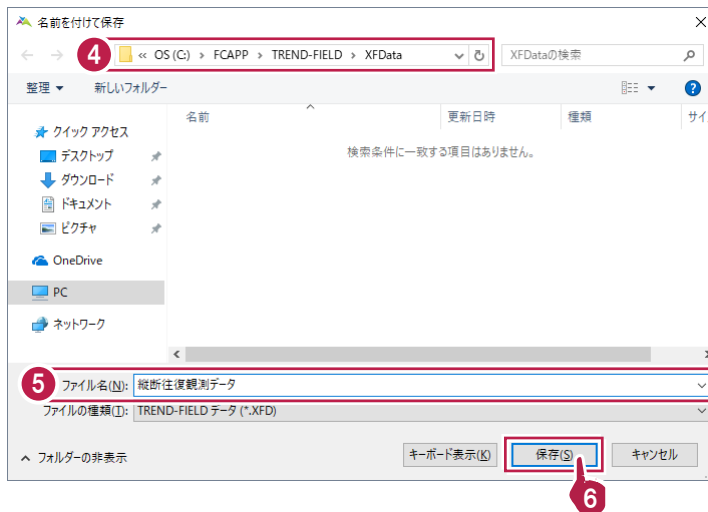 名前を付けて保存
4 « OS (C:) > FCAPP > TREND-FIELD > XFData XFDataの検索
整理 新しいフォルダー
名前 更新日時 種類 サイ
クイック アクセス
検索条件に一致する項目はありません。
デスクトップ
ダウンロード
ドキュメント
ピクチャ
OneDrive
PC
ネットワーク
5 ファイル名(N): 縦断往復観測データ
ファイルの種類(T): TREND-FIELD データ (*.XFD)
フォルダーの非表示 キーボード表示(K) 保存(S) キャンセル
6